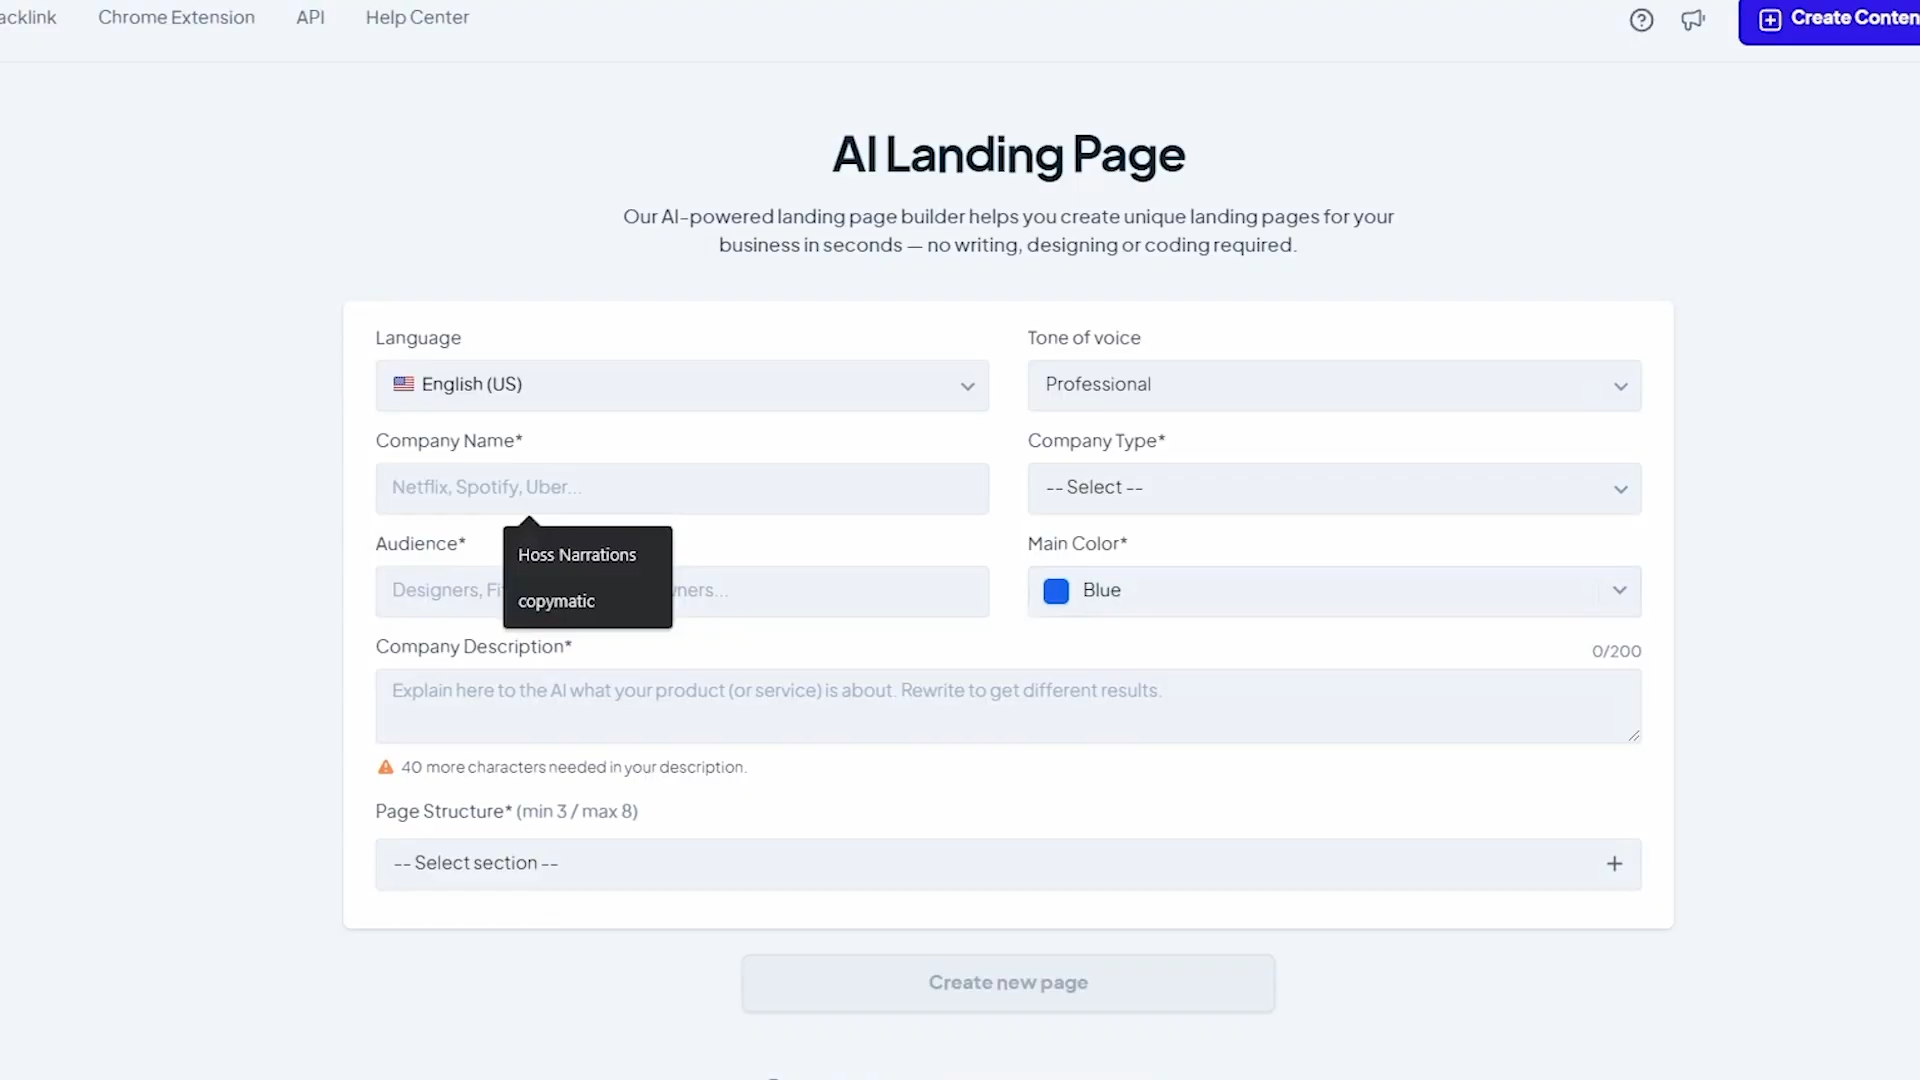 acklink Chrome Extension API Help Center Create Conten
AI Landing Page
Our AI-powered landing page builder helps you create unique landing pages for your
business in seconds — no writing, designing or coding required.
Language Tone of voice
English (US) Professional
Company Name* Company Type*
Netflix, Spotify, Uber... -- Select --
Hoss Narrations
copymatic
Audience* Main Color*
Designers, Fi ners... Blue
Company Description* 0/200
Explain here to the AI what your product (or service) is about. Rewrite to get different results.
40 more characters needed in your description.
Page Structure* (min 3 / max 8)
-- Select section --
Create new page